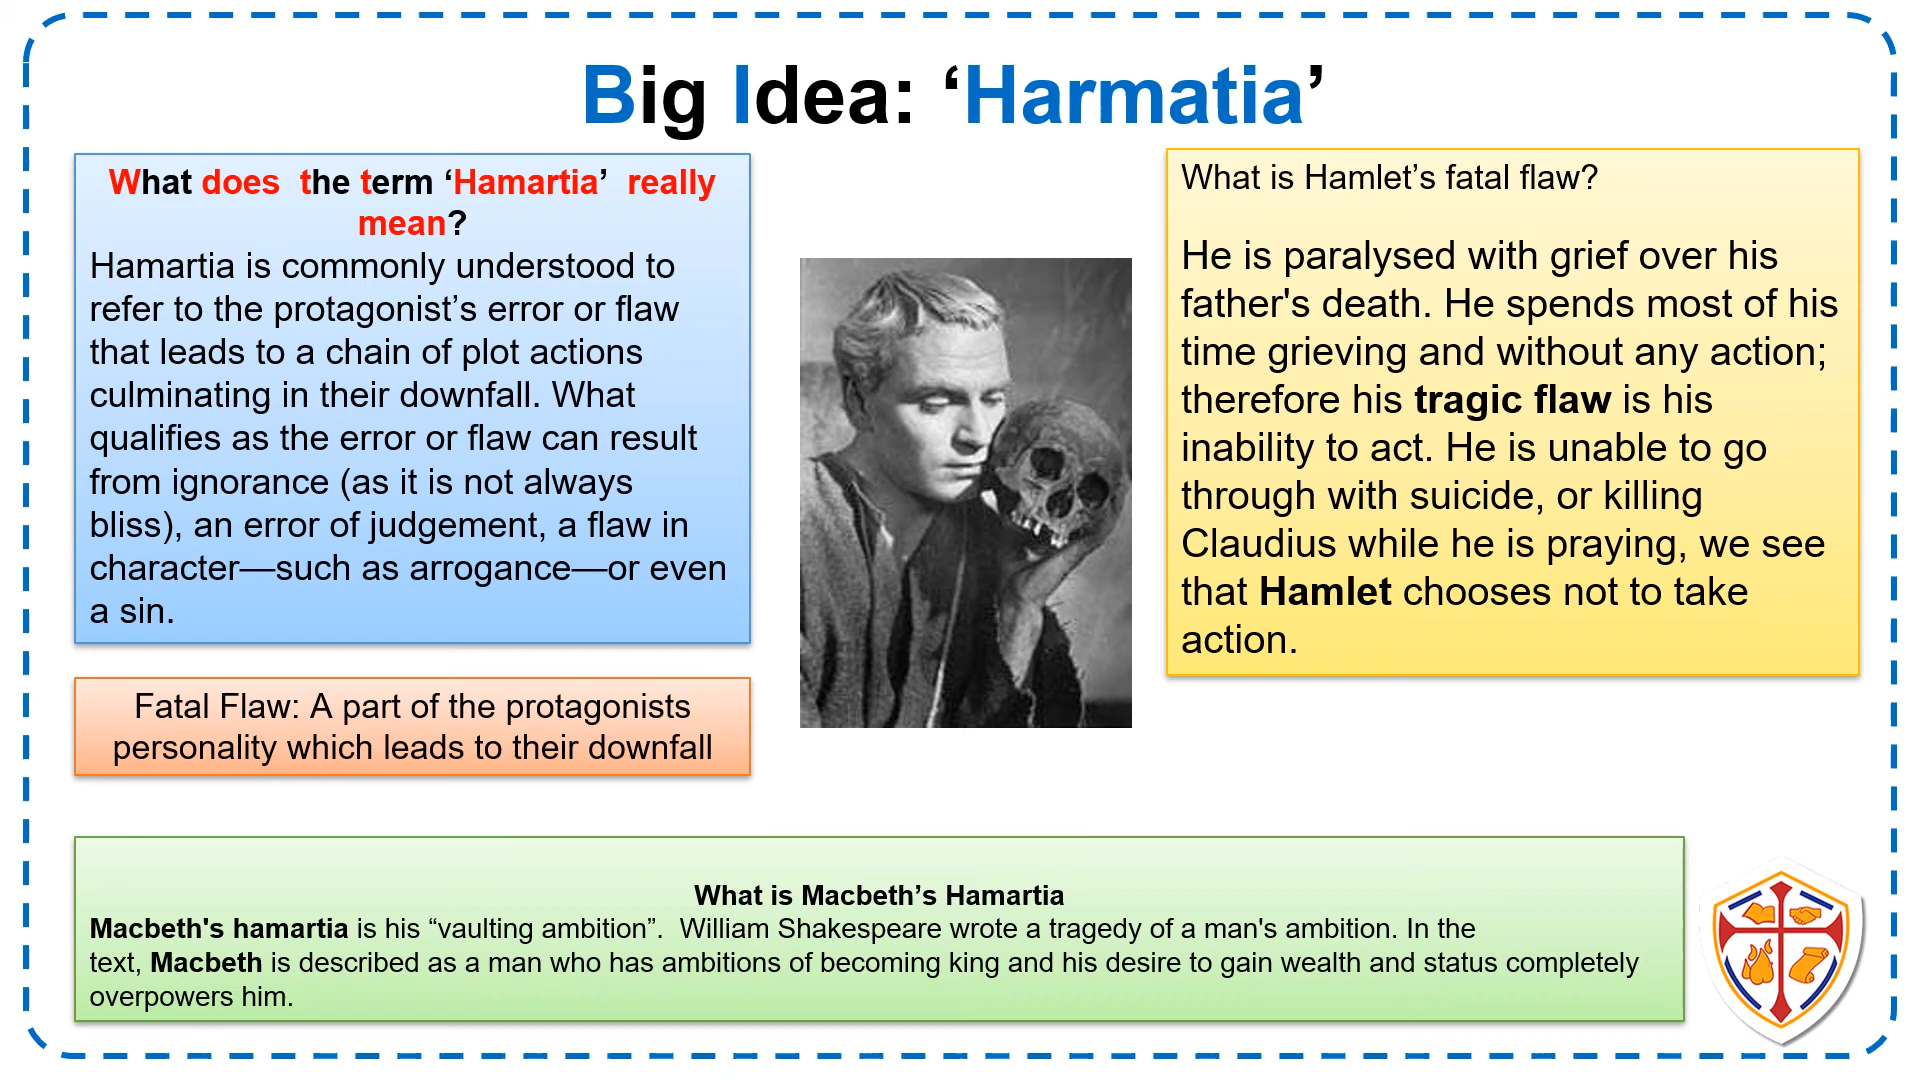 Big Idea: ‘Harmatia’
What does  the term ‘Hamartia’  really
mean?
Hamartia is commonly understood to
refer to the protagonist’s error or flaw
that leads to a chain of plot actions
culminating in their downfall. What
qualifies as the error or flaw can result
from ignorance (as it is not always
bliss), an error of judgement, a flaw in
character—such as arrogance—or even
a sin.
Fatal Flaw: A part of the protagonists
personality which leads to their downfall
What is Hamlet’s fatal flaw?
He is paralysed with grief over his
father's death. He spends most of his
time grieving and without any action;
therefore his tragic flaw is his
inability to act. He is unable to go
through with suicide, or killing
Claudius while he is praying, we see
that Hamlet chooses not to take
action.
What is Macbeth’s Hamartia
Macbeth's hamartia is his “vaulting ambition”.  William Shakespeare wrote a tragedy of a man's ambition. In the
text, Macbeth is described as a man who has ambitions of becoming king and his desire to gain wealth and status completely
overpowers him.